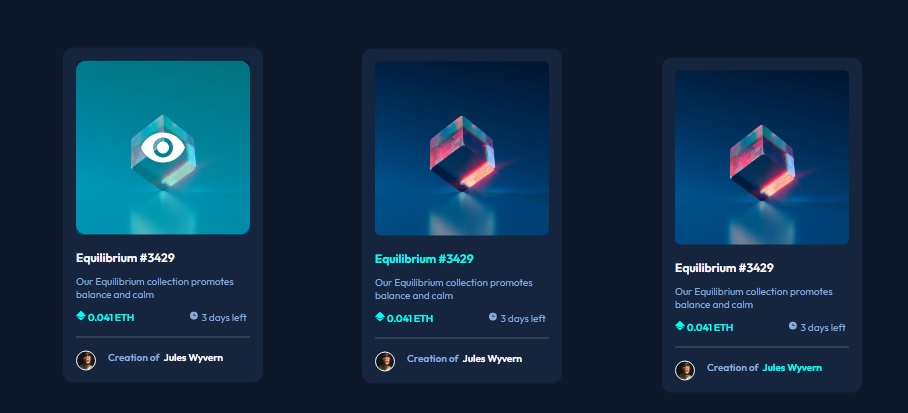 Equilibrium #3429
Our Equilibrium collection promotes
balance and calm
0.041 ETH
3 days left
Creation of Jules Wyvern
Equilibrium #3429
Our Equilibrium collection promotes
balance and calm
0.041 ETH
3 days left
Creation of Jules Wyvern
Equilibrium #3429
Our Equilibrium collection promotes
balance and calm
0.041 ETH
3 days left
Creation of Jules Wyvern